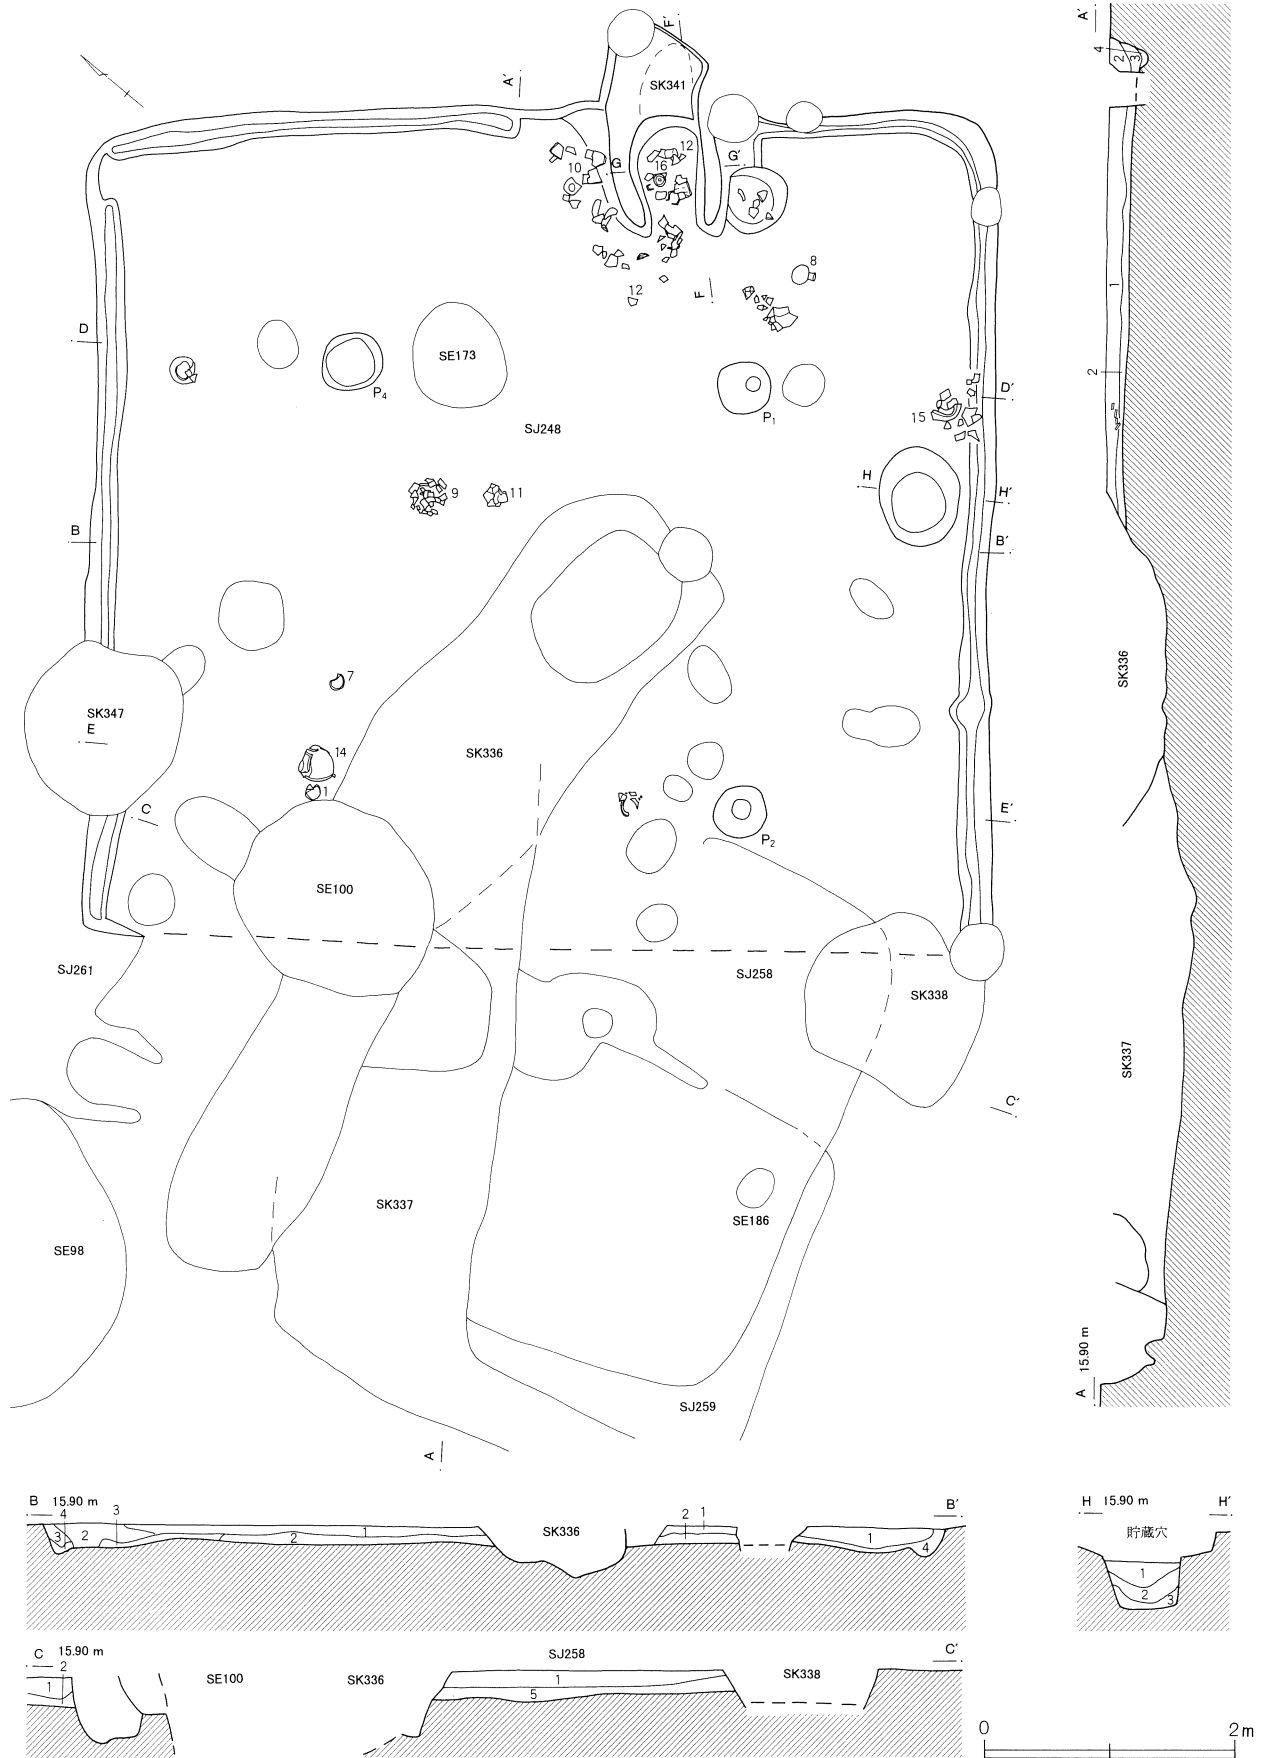 F′
A′
SK341
12
G
G′
10
16
8
12
F
D
SE173
P4
P1
D′
15
SJ248
H
H′
9
11
B
B′
7
SK347
E
SK336
14
1
C
E′
P2
SE100
SJ261
SJ258
SK338
C′
SK337
SE186
SE98
SJ259
A
A′
4
2
3
1
2
SK336
SK337
15.90 m
A
B 15.90 m
4
3
3
2
1
2
SK336
2
1
1
4
B′
H 15.90 m H′
貯蔵穴
1
2
3
C 15.90 m
2
1
SE100
SK336
SJ258
1
5
SK338
C′
0 2m